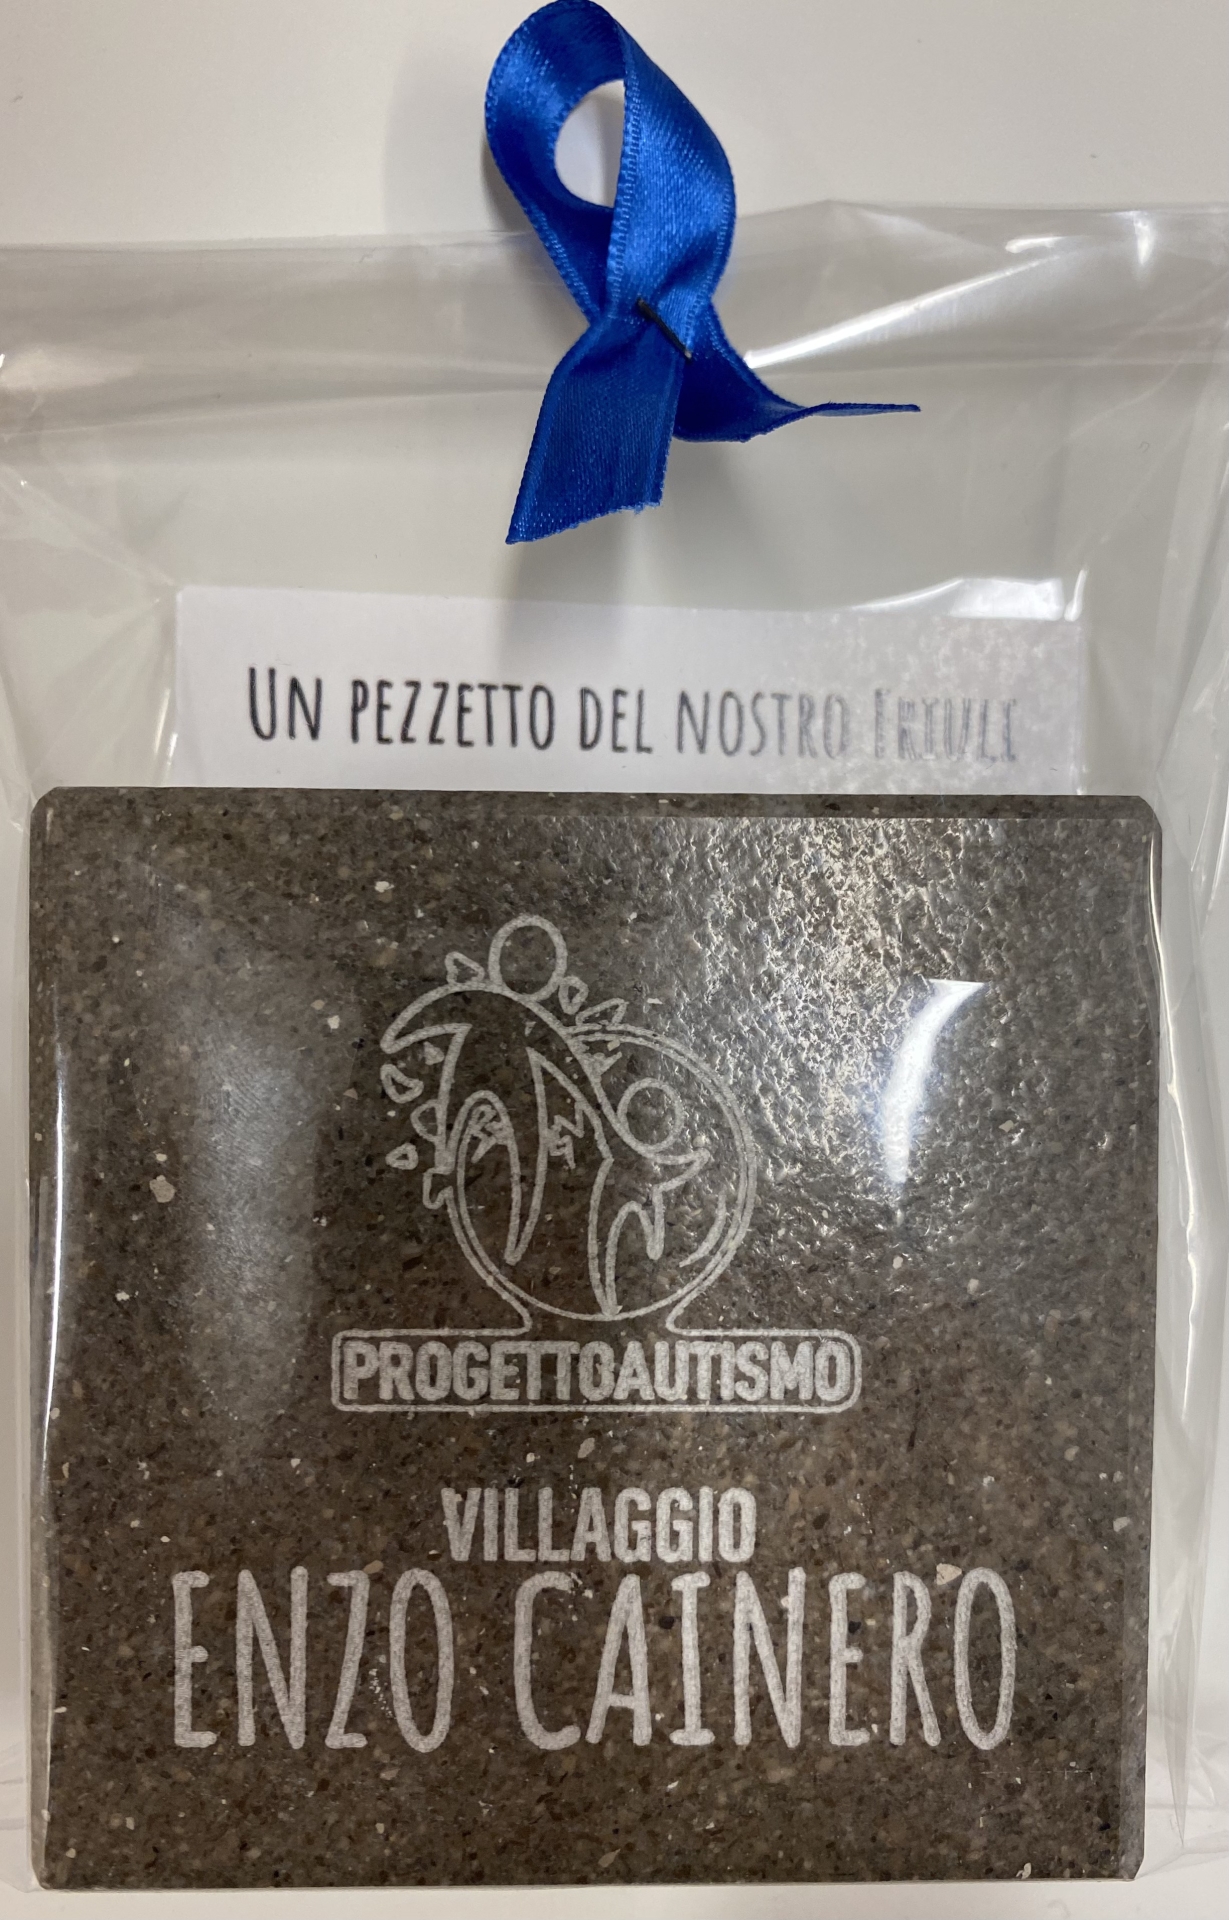 Un pezzetto del nostro Friuli
PROGETTOAUTISMO
VILLAGGIO
ENZO CAINERO